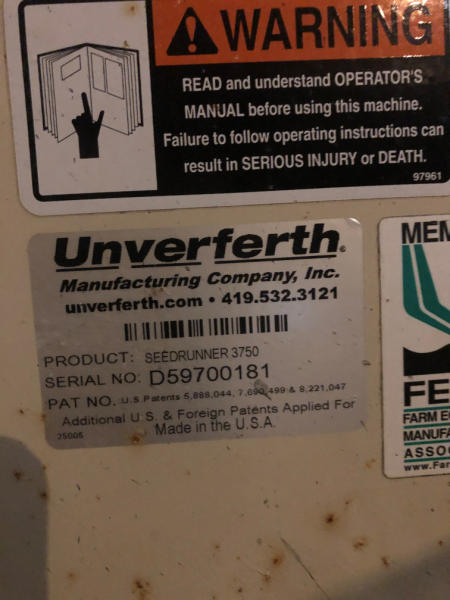 WARNING
READ and understand OPERATOR'S
MANUAL before using this machine.
Failure to follow operating instructions can
result in SERIOUS INJURY or DEATH.
97961
Unverferth®
Manufacturing Company, Inc.
unverferth.com • 419.532.3121
PRODUCT: SEEDRUNNER 3750
SERIAL NO: D59700181
PAT NO. U.S Patents 5,888,044, 7,690,499 & 8,221,047
Additional U.S. & Foreign Patents Applied For
25005 Made in the U.S.A.
MEM
FE
FARM E
MANUFA
ASSO
www.Far